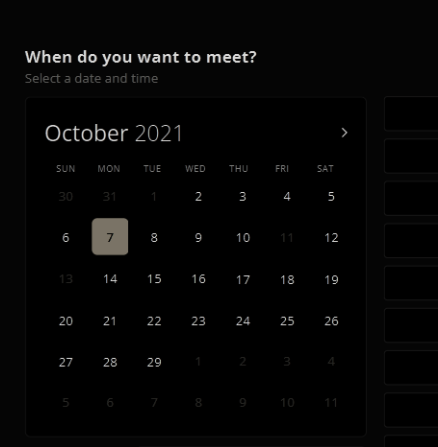 When do you want to meet?
Select a date and time
October 2021
SUN MON TUE WED THU FRI SAT
30 31 1 2 3 4 5
6 7 8 9 10 11 12
13 14 15 16 17 18 19
20 21 22 23 24 25 26
27 28 29 1 2 3 4
5 6 7 8 9 10 11